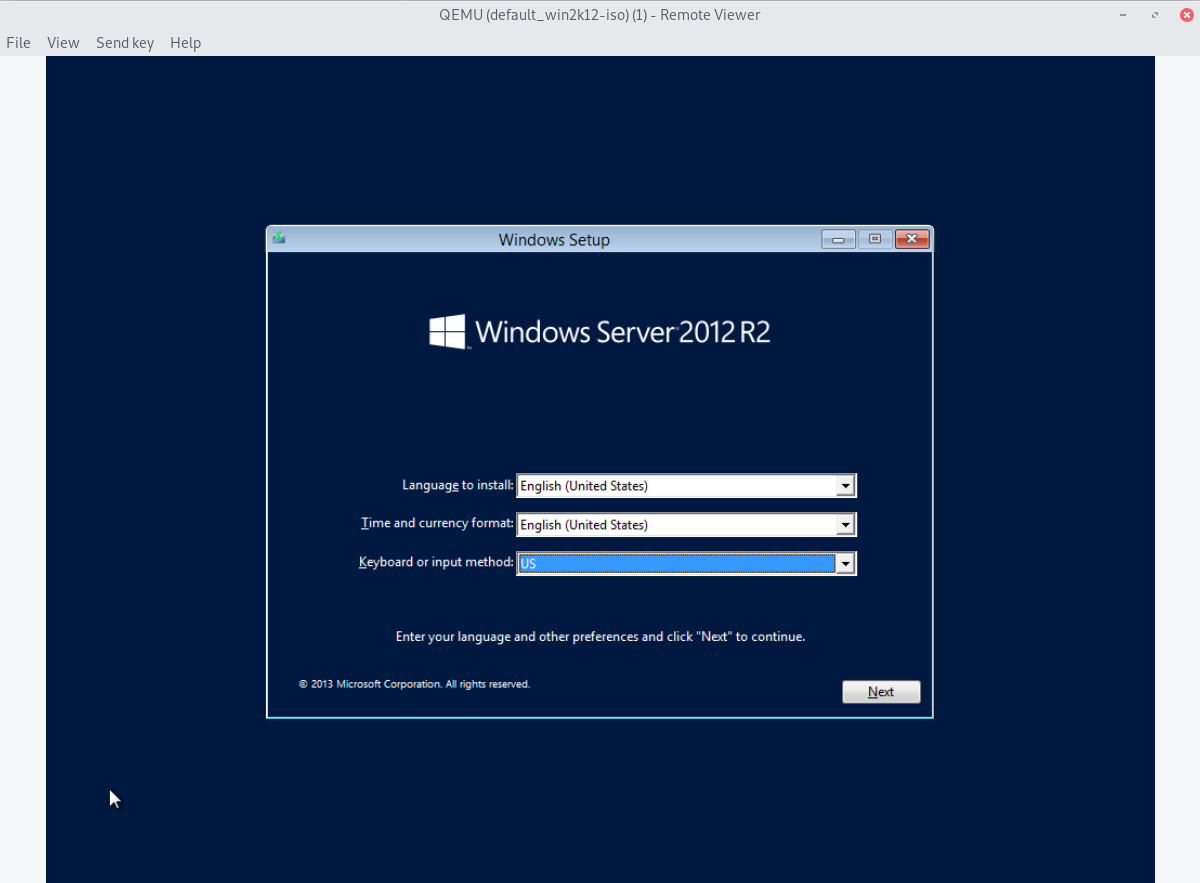 QEMU (default_win2k12-iso) (1) - Remote Viewer
File View Send key Help
Windows Setup
Windows Server 2012 R2
Language to install: English (United States)
Time and currency format: English (United States)
Keyboard or input method: US
Enter your language and other preferences and click "Next" to continue.
© 2013 Microsoft Corporation. All rights reserved.
Next